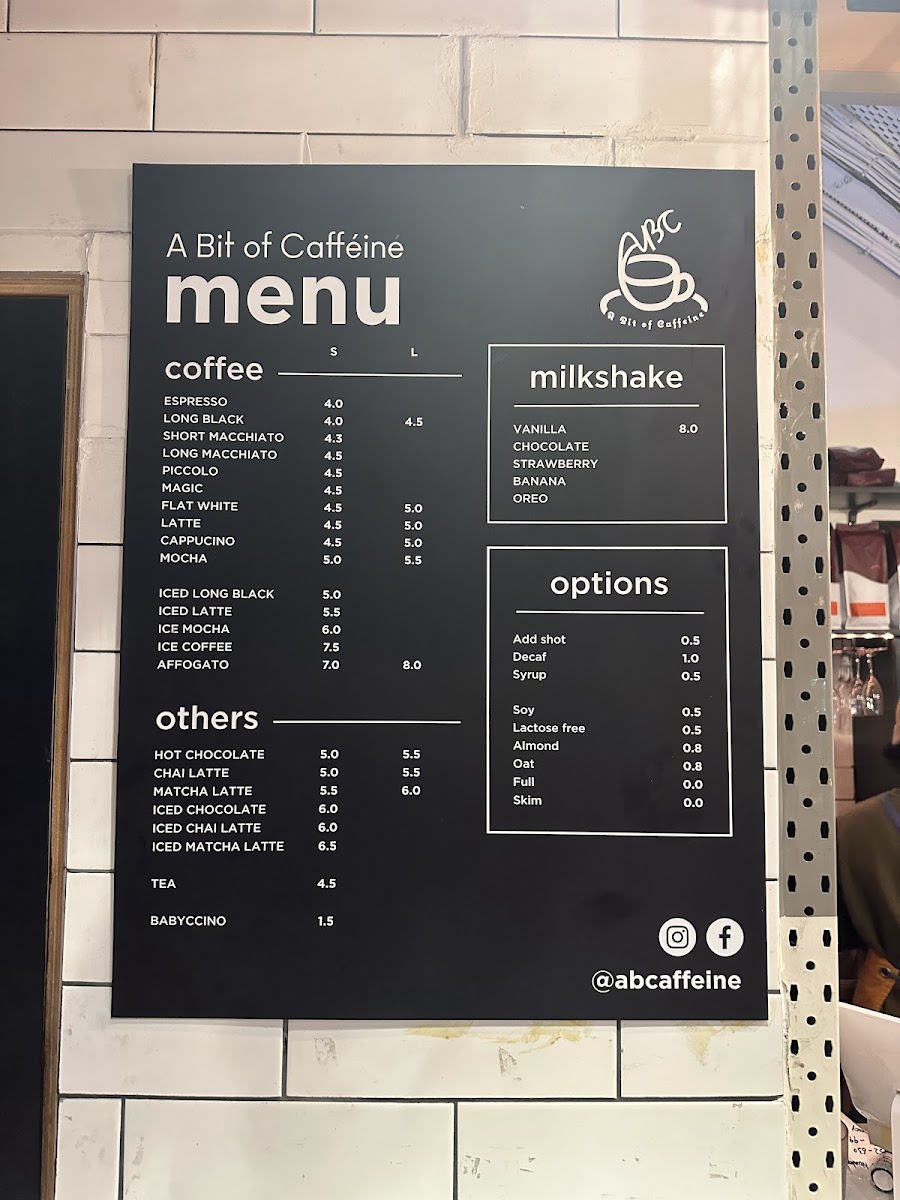 A Bit of Cafféine
menu
ABC
A Bit of Caffeine
S L
coffee
ESPRESSO 4.0
LONG BLACK 4.0 4.5
SHORT MACCHIATO 4.3
LONG MACCHIATO 4.5
PICCOLO 4.5
MAGIC 4.5
FLAT WHITE 4.5 5.0
LATTE 4.5 5.0
CAPPUCINO 4.5 5.0
MOCHA 5.0 5.5
ICED LONG BLACK 5.0
ICED LATTE 5.5
ICE MOCHA 6.0
ICE COFFEE 7.5
AFFOGATO 7.0 8.0
others
HOT CHOCOLATE 5.0 5.5
CHAI LATTE 5.0 5.5
MATCHA LATTE 5.5 6.0
ICED CHOCOLATE 6.0
ICED CHAI LATTE 6.0
ICED MATCHA LATTE 6.5
TEA 4.5
BABYCCINO 1.5
milkshake
VANILLA 8.0
CHOCOLATE
STRAWBERRY
BANANA
OREO
options
Add shot 0.5
Decaf 1.0
Syrup 0.5
Soy 0.5
Lactose free 0.5
Almond 0.8
Oat 0.8
Full 0.0
Skim 0.0
@abcaffeine